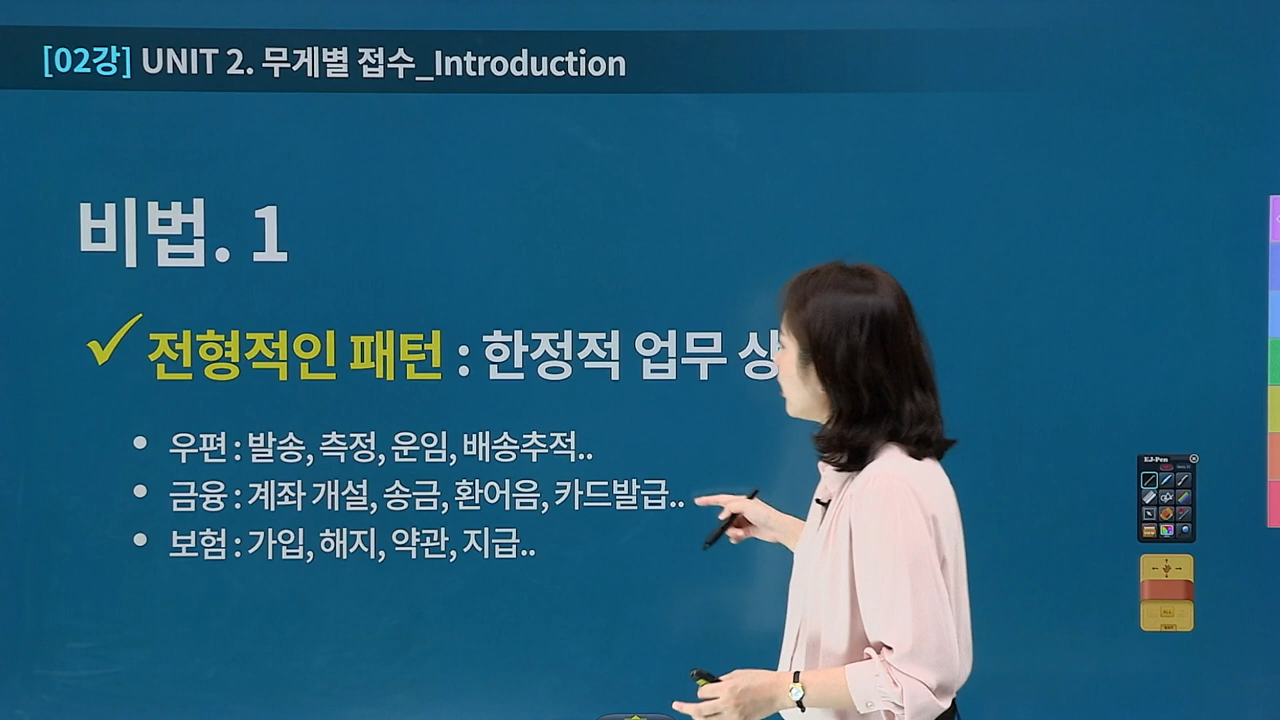 [02강] UNIT 2. 무게별 접수_Introduction
비법. 1
✓ 전형적인 패턴 : 한정적 업무 상
• 우편 : 발송, 측정, 운임, 배송추적..
• 금융 : 계좌 개설, 송금, 환어음, 카드발급..
• 보험 : 가입, 해지, 약관, 지급..
EJ-Pen